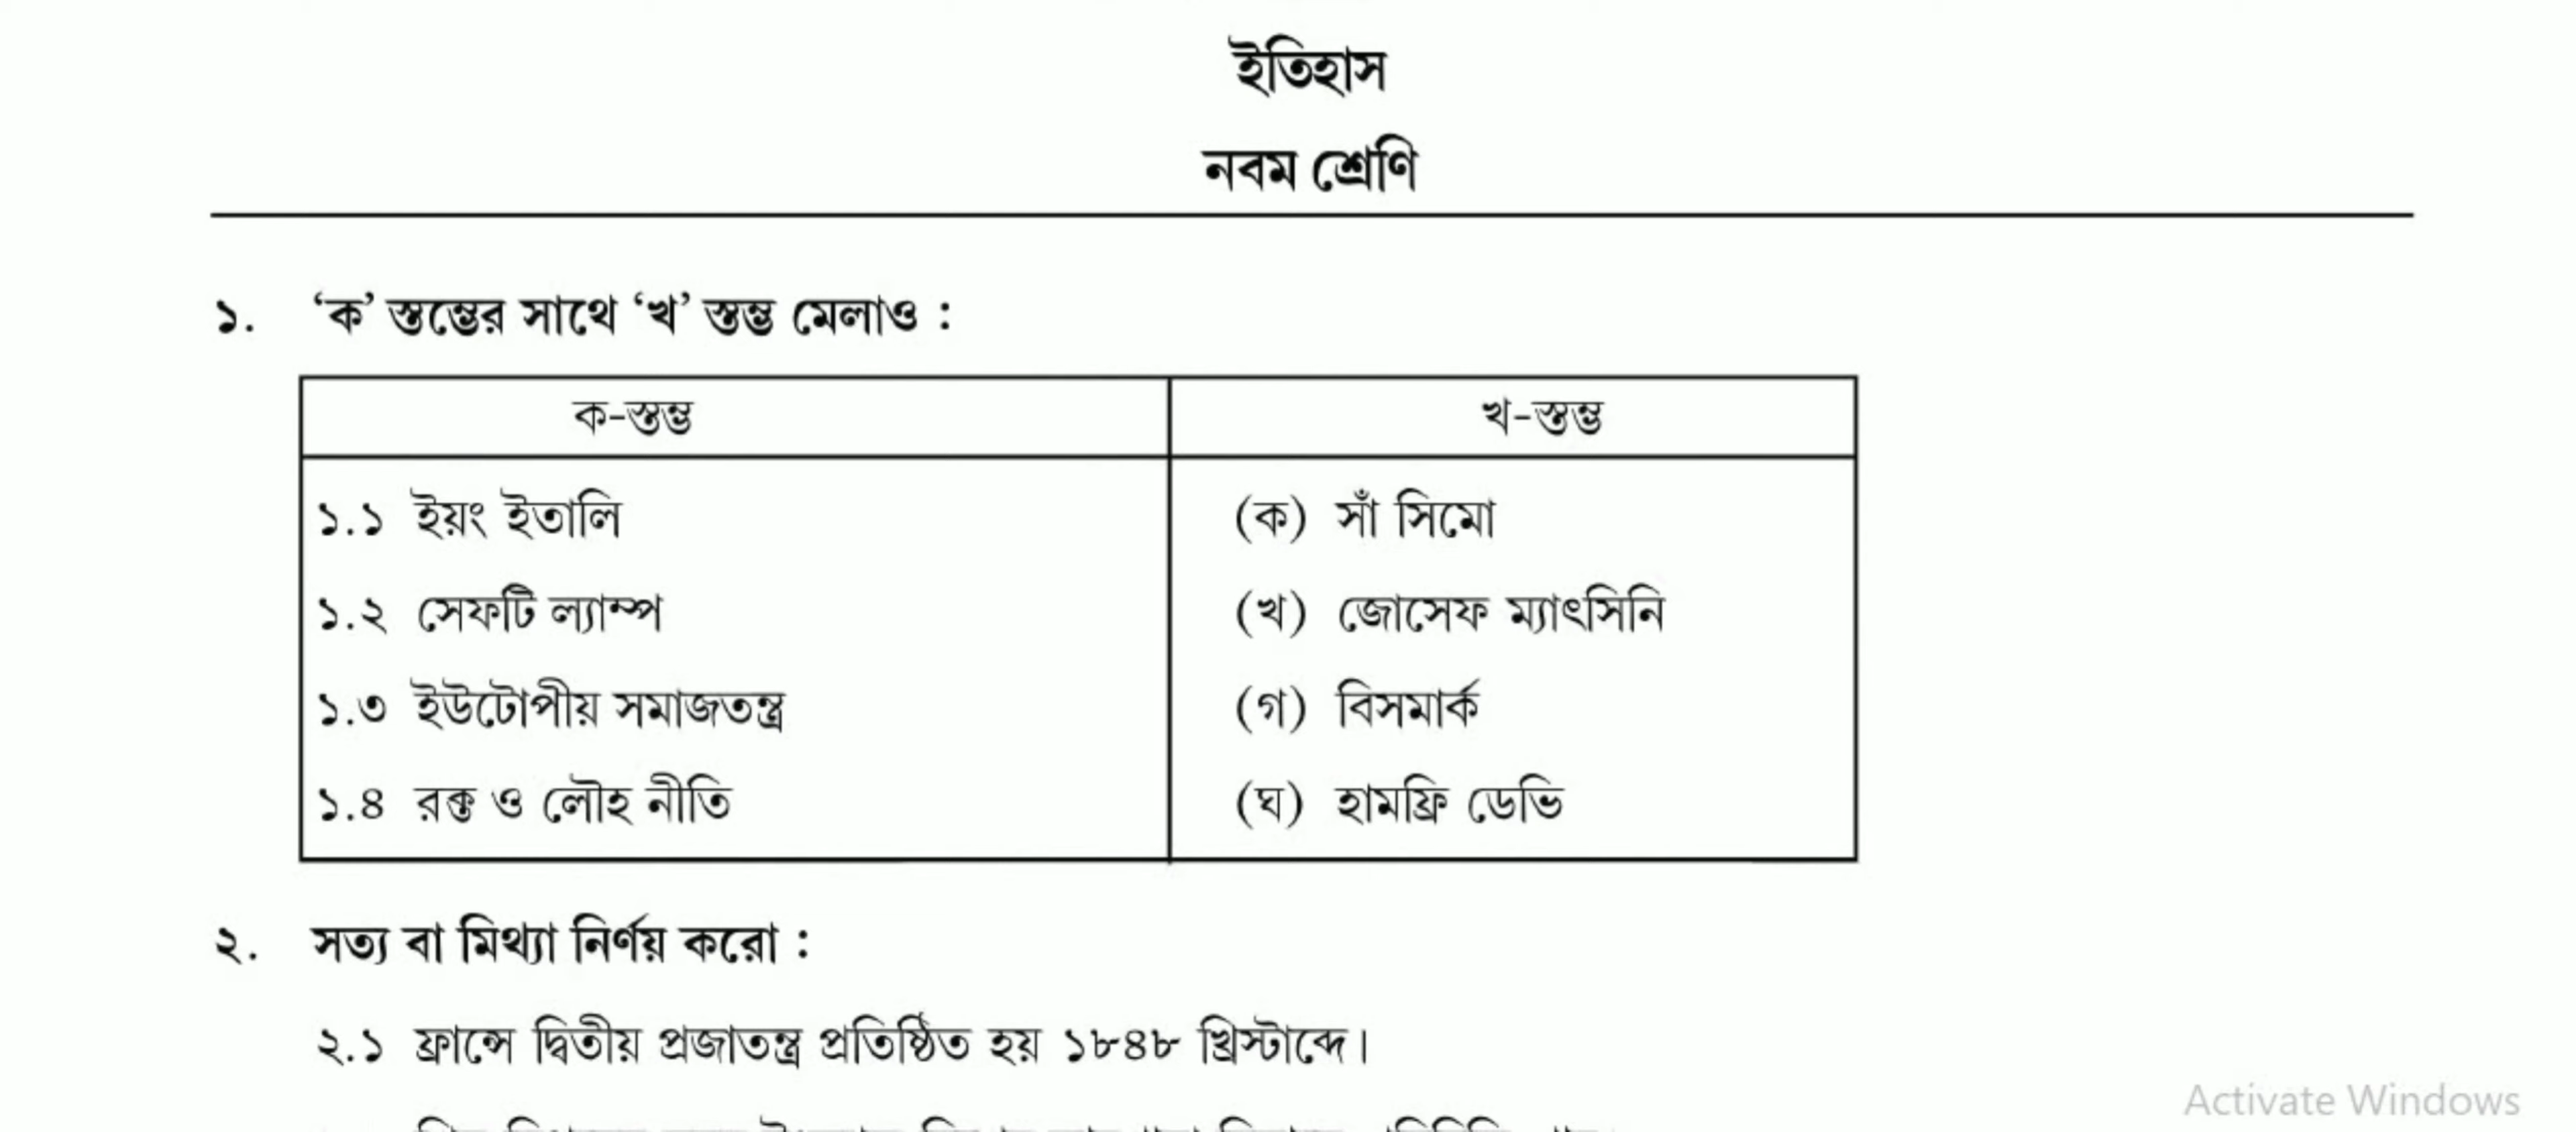 ইতিহাস
নবম শ্রেণি
১. ‘ক’ স্তম্ভের সাথে ‘খ’ স্তম্ভ মেলাও :
ক-স্তম্ভ খ-স্তম্ভ
১.১ ইয়ং ইতালি (ক) সাঁ সিমো
১.২ সেফটি ল্যাম্প (খ) জোসেফ ম্যাৎসিনি
১.৩ ইউটোপীয় সমাজতন্ত্র (গ) বিসমার্ক
১.৪ রক্ত ও লৌহ নীতি (ঘ) হামফ্রি ডেভি
২. সত্য বা মিথ্যা নির্ণয় করো :
২.১ ফ্রান্সে দ্বিতীয় প্রজাতন্ত্র প্রতিষ্ঠিত হয় ১৮৪৮ খ্রিস্টাব্দে।
Activate Windows